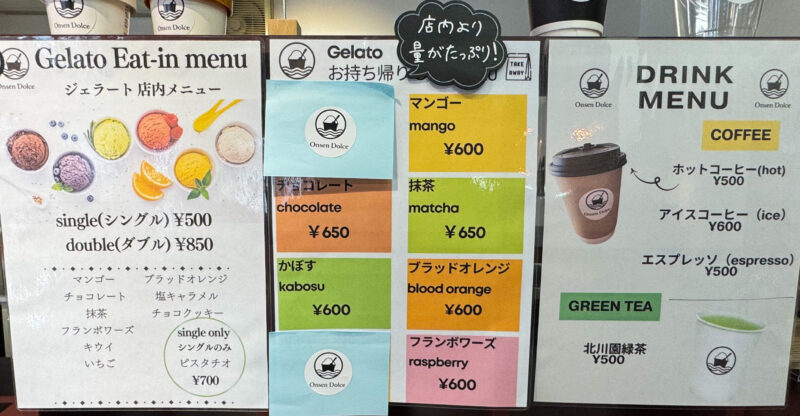 Onsen Dolce
Onsen Dolce
Onsen Dolce
Gelato Eat-in menu
ジェラート 店内メニュー
single(シングル) ¥500
double(ダブル) ¥850
マンゴー
チョコレート
抹茶
フランボワーズ
キウイ
いちご
ブラッドオレンジ
塩キャラメル
チョコクッキー
single only
シングルのみ
ピスタチオ
¥700
Gelato
お持ち帰り
店内より
量がたっぷり!
TAKE
AWAY
Onsen Dolce
マンゴー
mango
¥600
チョコレート
chocolate
¥650
抹茶
matcha
¥650
かぼす
kabosu
¥600
ブラッドオレンジ
blood orange
¥600
Onsen Dolce
フランボワーズ
raspberry
¥600
DRINK
MENU
Onsen Dolce
Onsen Dolce
COFFEE
ホットコーヒー(hot)
¥500
アイスコーヒー（ice）
¥600
エスプレッソ（espresso）
¥500
Onsen Dolce
GREEN TEA
北川園緑茶
¥500